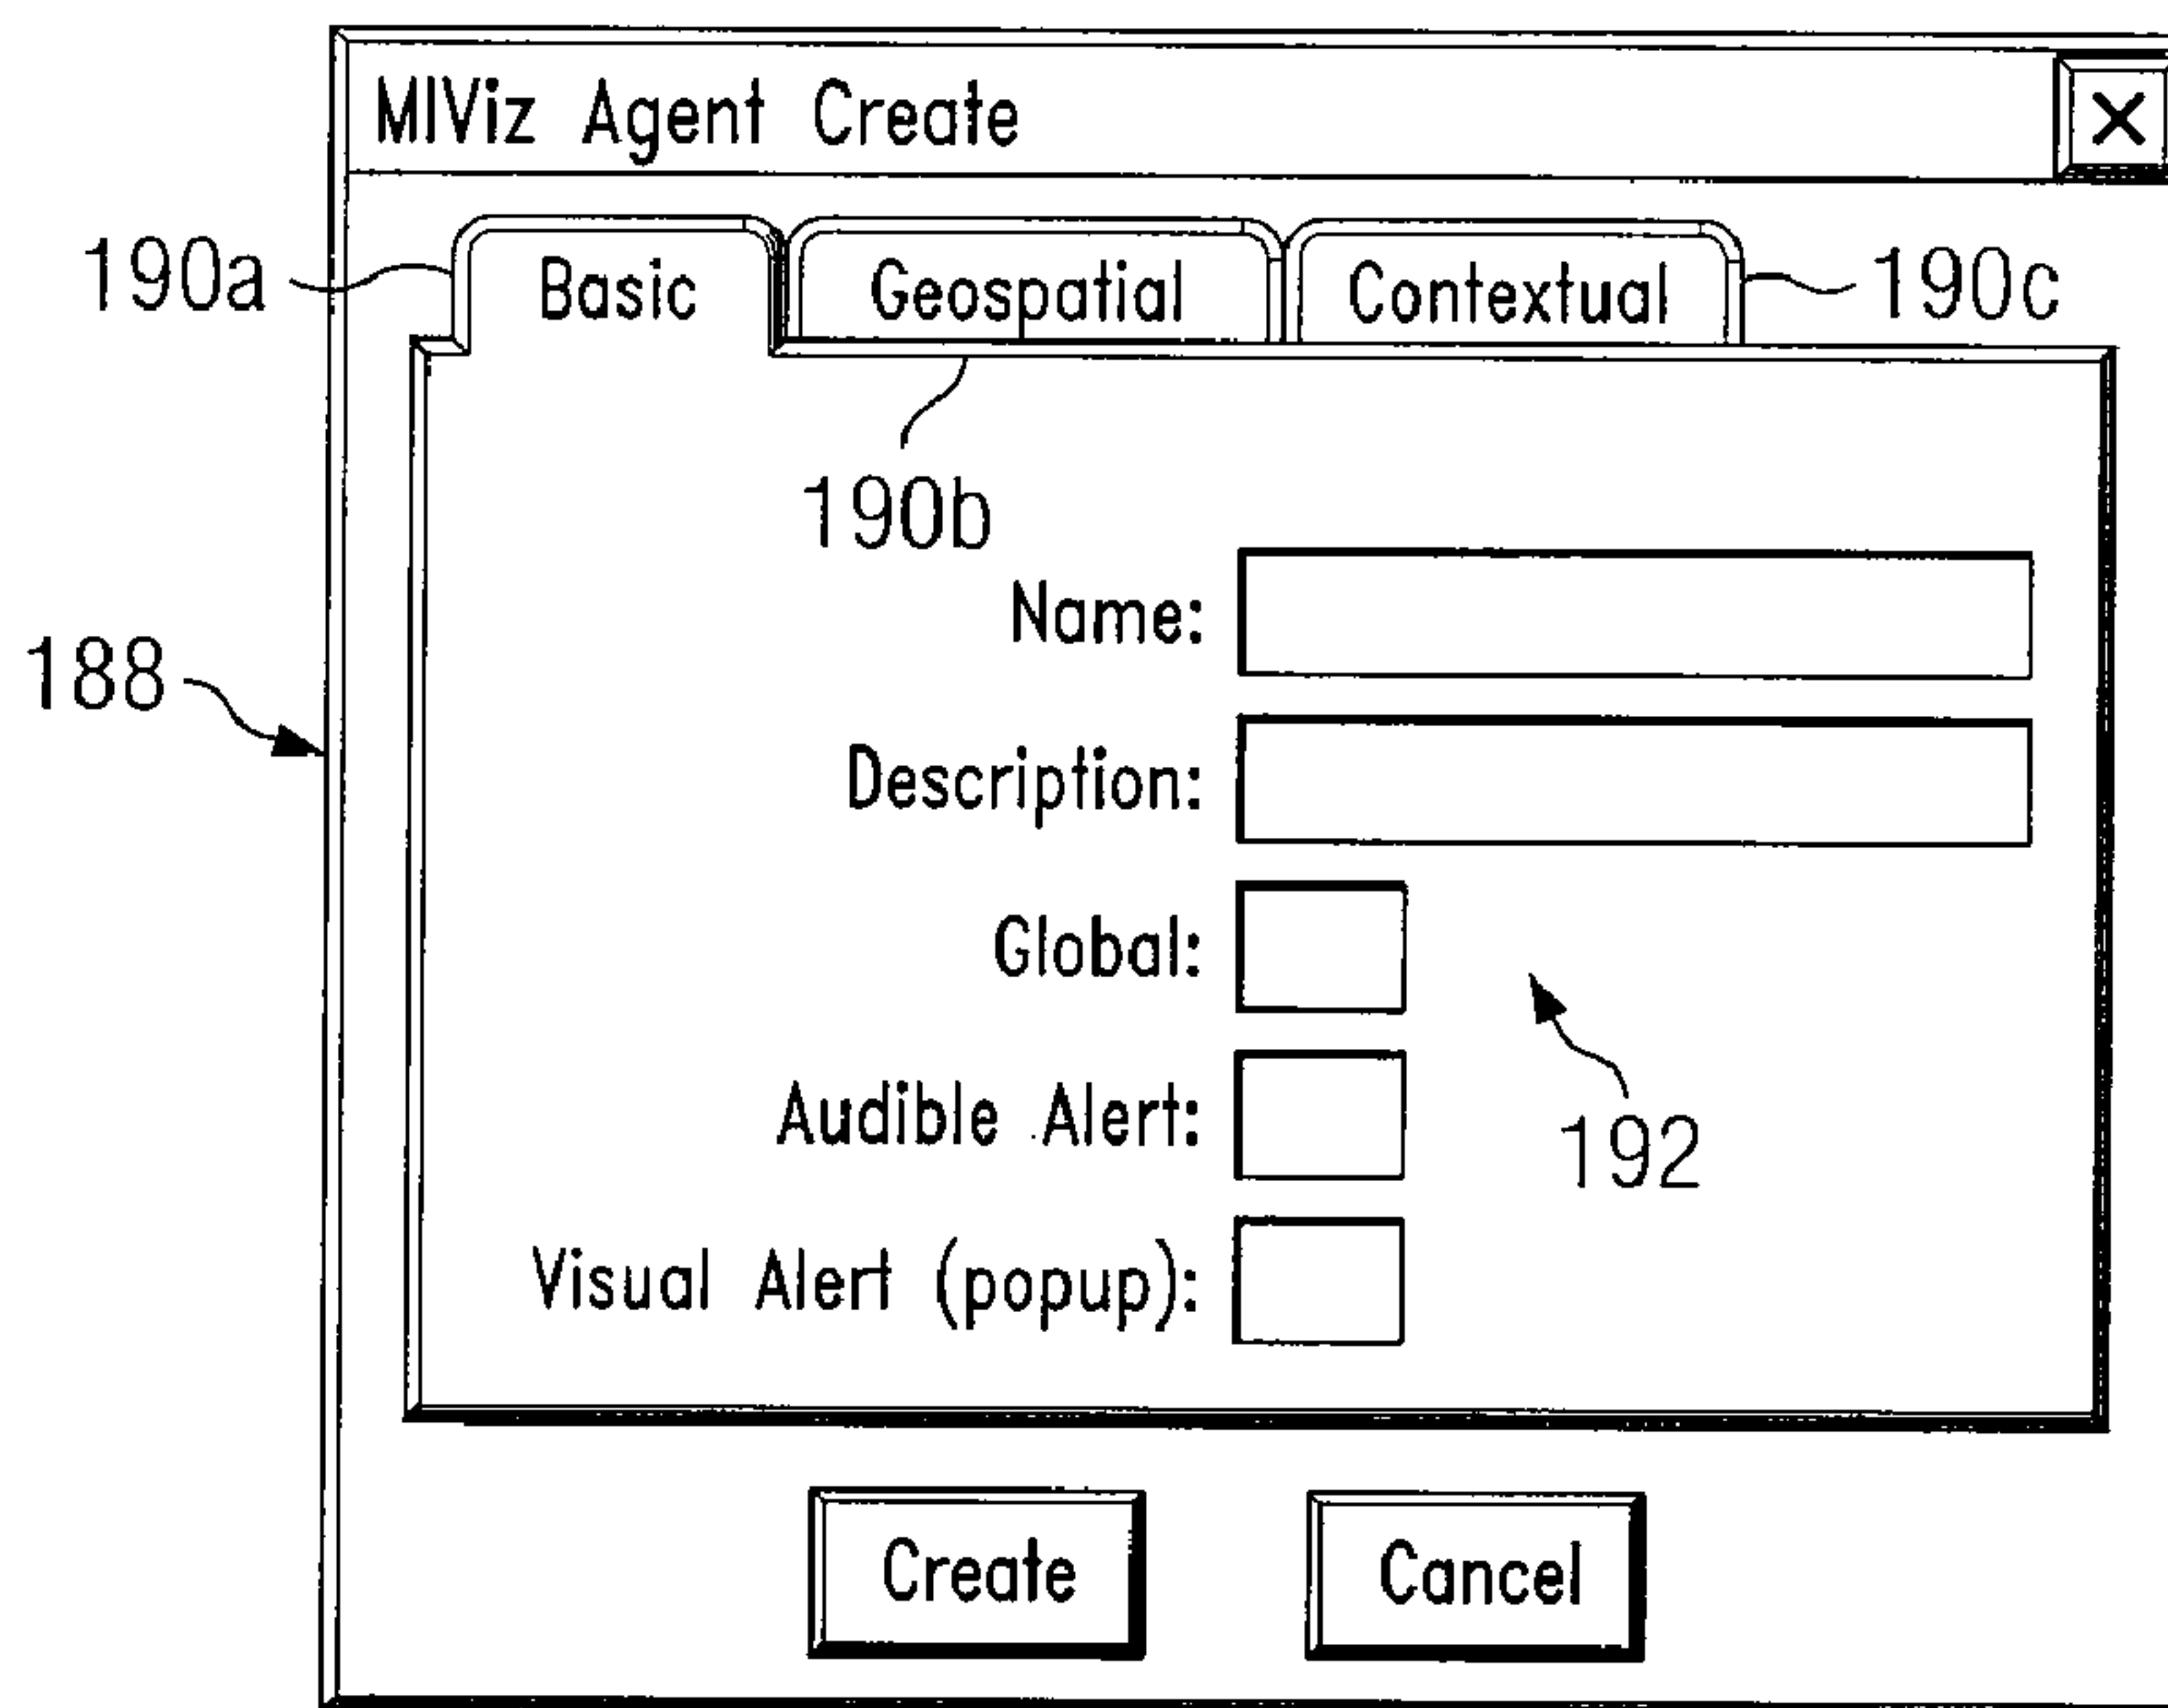 MIViz Agent Create X
190a Basic Geospatial Contextual 190c
190b
Name:
188
Description:
Global:
Audible Alert:
192
Visual Alert (popup):
Create Cancel